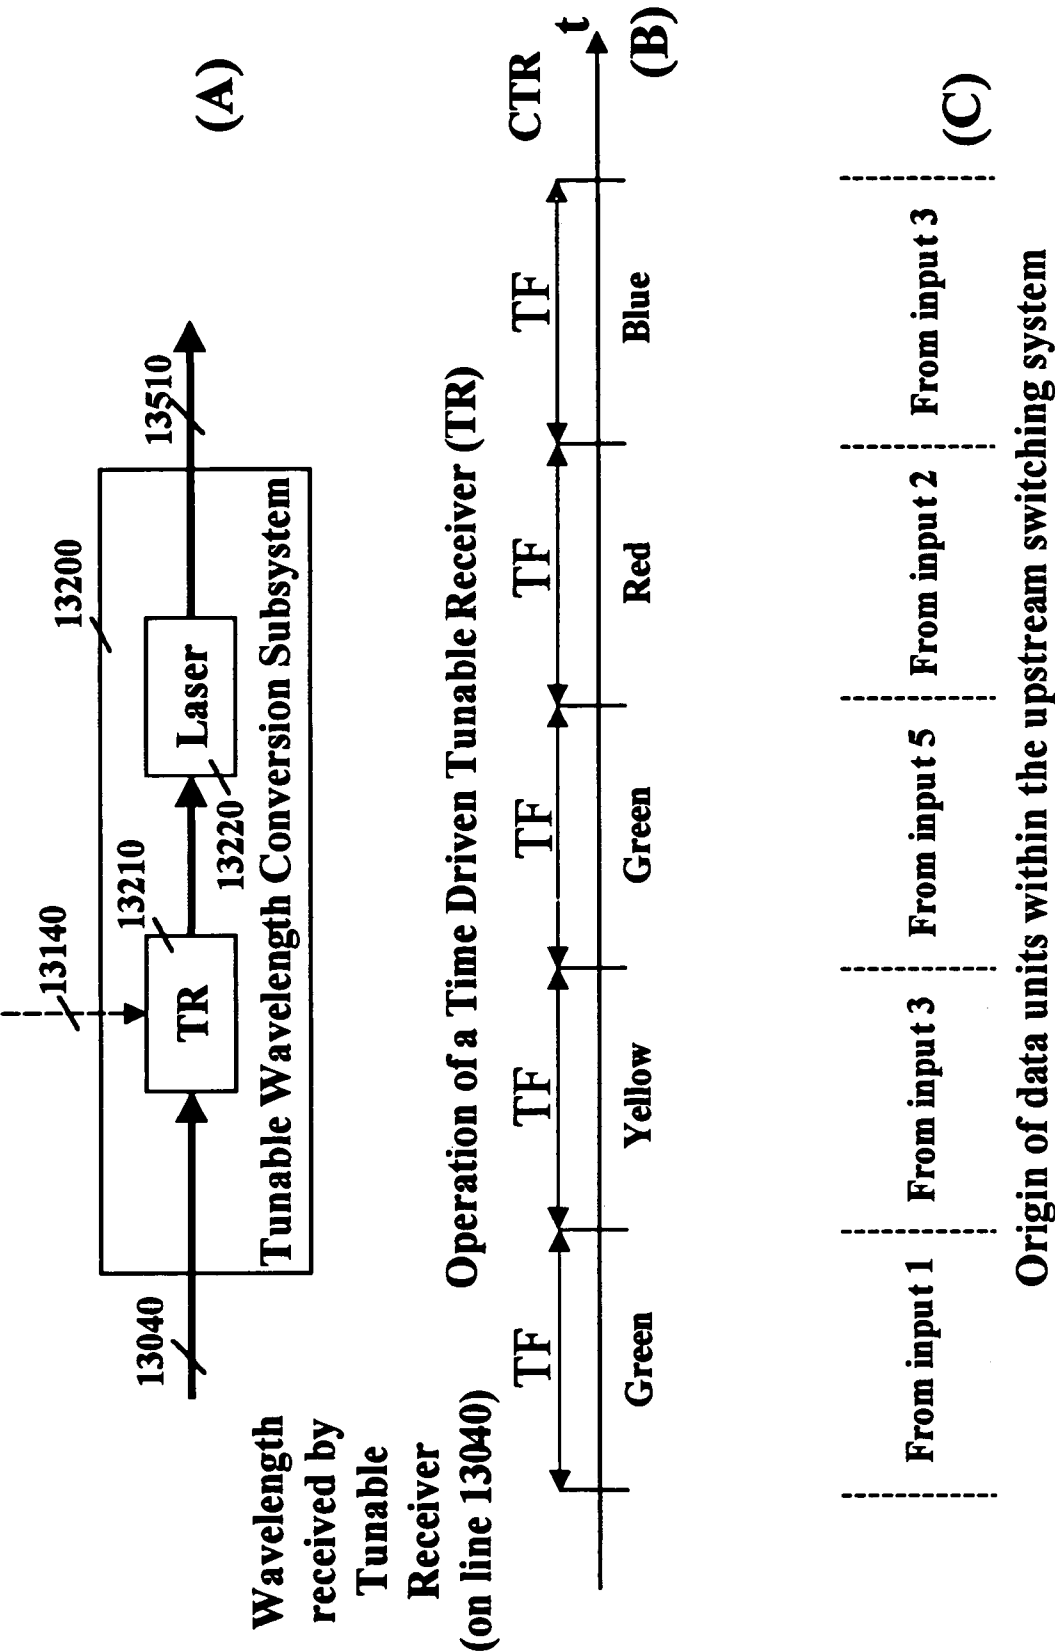 (A)
13140
13200
13040
13210
TR
13220
Laser
13510
Tunable Wavelength Conversion Subsystem
Wavelength
received by
Tunable
Receiver
(on line 13040)
Operation of a Time Driven Tunable Receiver (TR)
TF
TF
TF
TF
TF
CTR
t
Green
Yellow
Green
Red
Blue
(B)
From input 1
From input 3
From input 5
From input 2
From input 3
(C)
Origin of data units within the upstream switching system